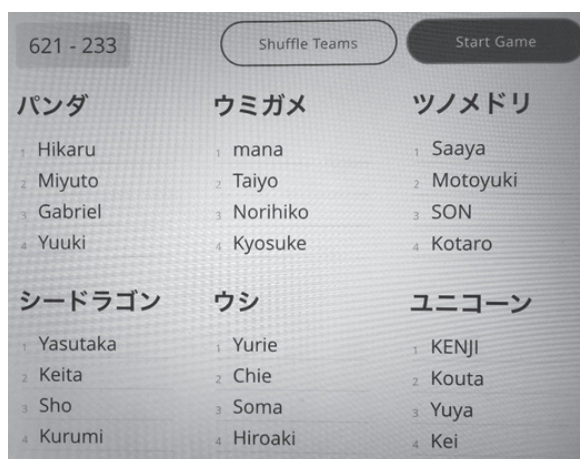 621 - 233
Shuffle Teams
Start Game
パンダ
1 Hikaru
2 Miyuto
3 Gabriel
4 Yuuki
ウミガメ
1 mana
2 Taiyo
3 Norihiko
4 Kyosuke
ツノメドリ
1 Saaya
2 Motoyuki
3 SON
4 Kotaro
シードラゴン
1 Yasutaka
2 Keita
3 Sho
4 Kurumi
ウシ
1 Yurie
2 Chie
3 Soma
4 Hiroaki
ユニコーン
1 KENJI
2 Kouta
3 Yuya
4 Kei